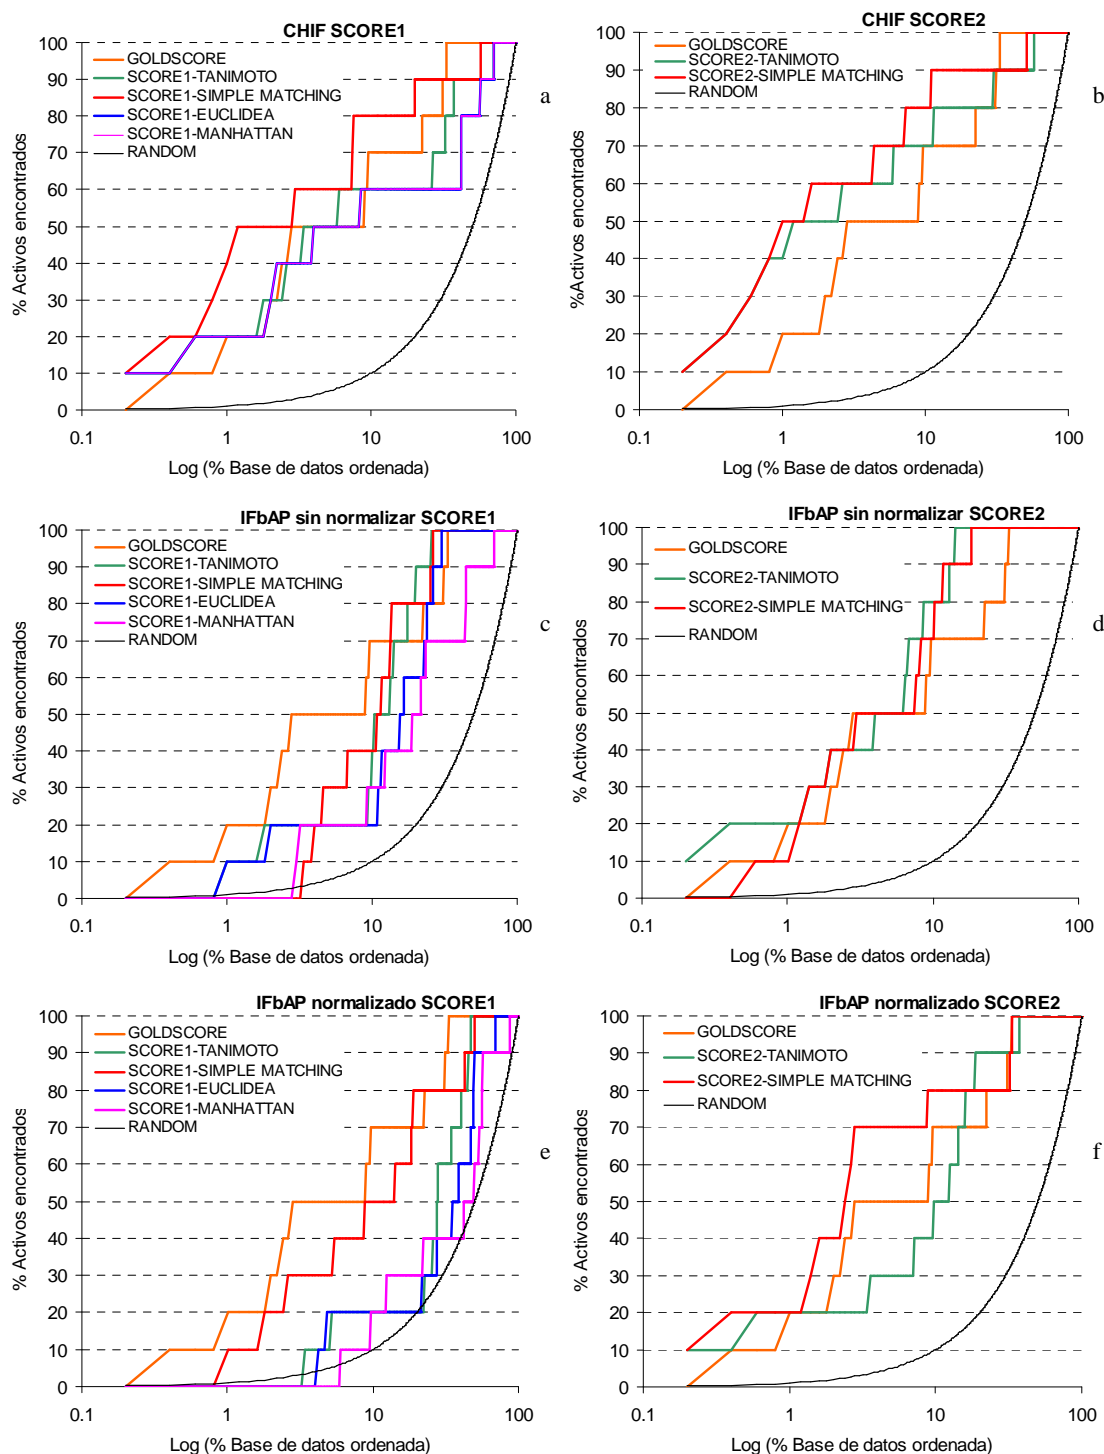 CHIF SCORE1
% Activos encontrados
100
90
80
70
60
50
40
30
20
10
0
GOLDSCORE
SCORE1-TANIMOTO
SCORE1-SIMPLE MATCHING
SCORE1-EUCLIDEA
SCORE1-MANHATTAN
RANDOM
a
0.1 1 10 100
Log (% Base de datos ordenada)
CHIF SCORE2
%Activos encontrados
100
90
80
70
60
50
40
30
20
10
0
GOLDSCORE
SCORE2-TANIMOTO
SCORE2-SIMPLE MATCHING
RANDOM
b
0.1 1 10 100
Log (% Base de datos ordenada)
IFbAP sin normalizar SCORE1
% Activos encontrados
100
90
80
70
60
50
40
30
20
10
0
GOLDSCORE
SCORE1-TANIMOTO
SCORE1-SIMPLE MATCHING
SCORE1-EUCLIDEA
SCORE1-MANHATTAN
RANDOM
c
0.1 1 10 100
Log (% Base de datos ordenada)
IFbAP sin normalizar SCORE2
% Activos encontrados
100
90
80
70
60
50
40
30
20
10
0
GOLDSCORE
SCORE2-TANIMOTO
SCORE2-SIMPLE MATCHING
RANDOM
d
0.1 1 10 100
Log (% Base de datos ordenada)
IFbAP normalizado SCORE1
% Activos encontrados
100
90
80
70
60
50
40
30
20
10
0
GOLDSCORE
SCORE1-TANIMOTO
SCORE1-SIMPLE MATCHING
SCORE1-EUCLIDEA
SCORE1-MANHATTAN
RANDOM
e
0.1 1 10 100
Log (% Base de datos ordenada)
IFbAP normalizado SCORE2
% Activos encontrados
100
90
80
70
60
50
40
30
20
10
0
GOLDSCORE
SCORE2-TANIMOTO
SCORE2-SIMPLE MATCHING
RANDOM
f
0.1 1 10 100
Log (% Base de datos ordenada)